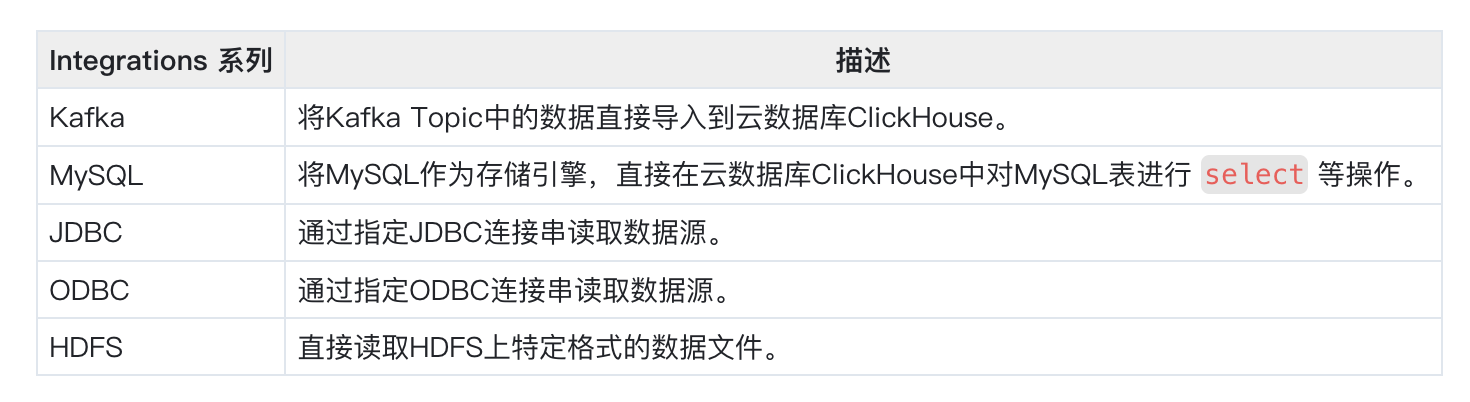 Integrations 系列 描述
Kafka 将Kafka Topic中的数据直接导入到云数据库ClickHouse。
MySQL 将MySQL作为存储引擎，直接在云数据库ClickHouse中对MySQL表进行 select 等操作。
JDBC 通过指定JDBC连接串读取数据源。
ODBC 通过指定ODBC连接串读取数据源。
HDFS 直接读取HDFS上特定格式的数据文件。